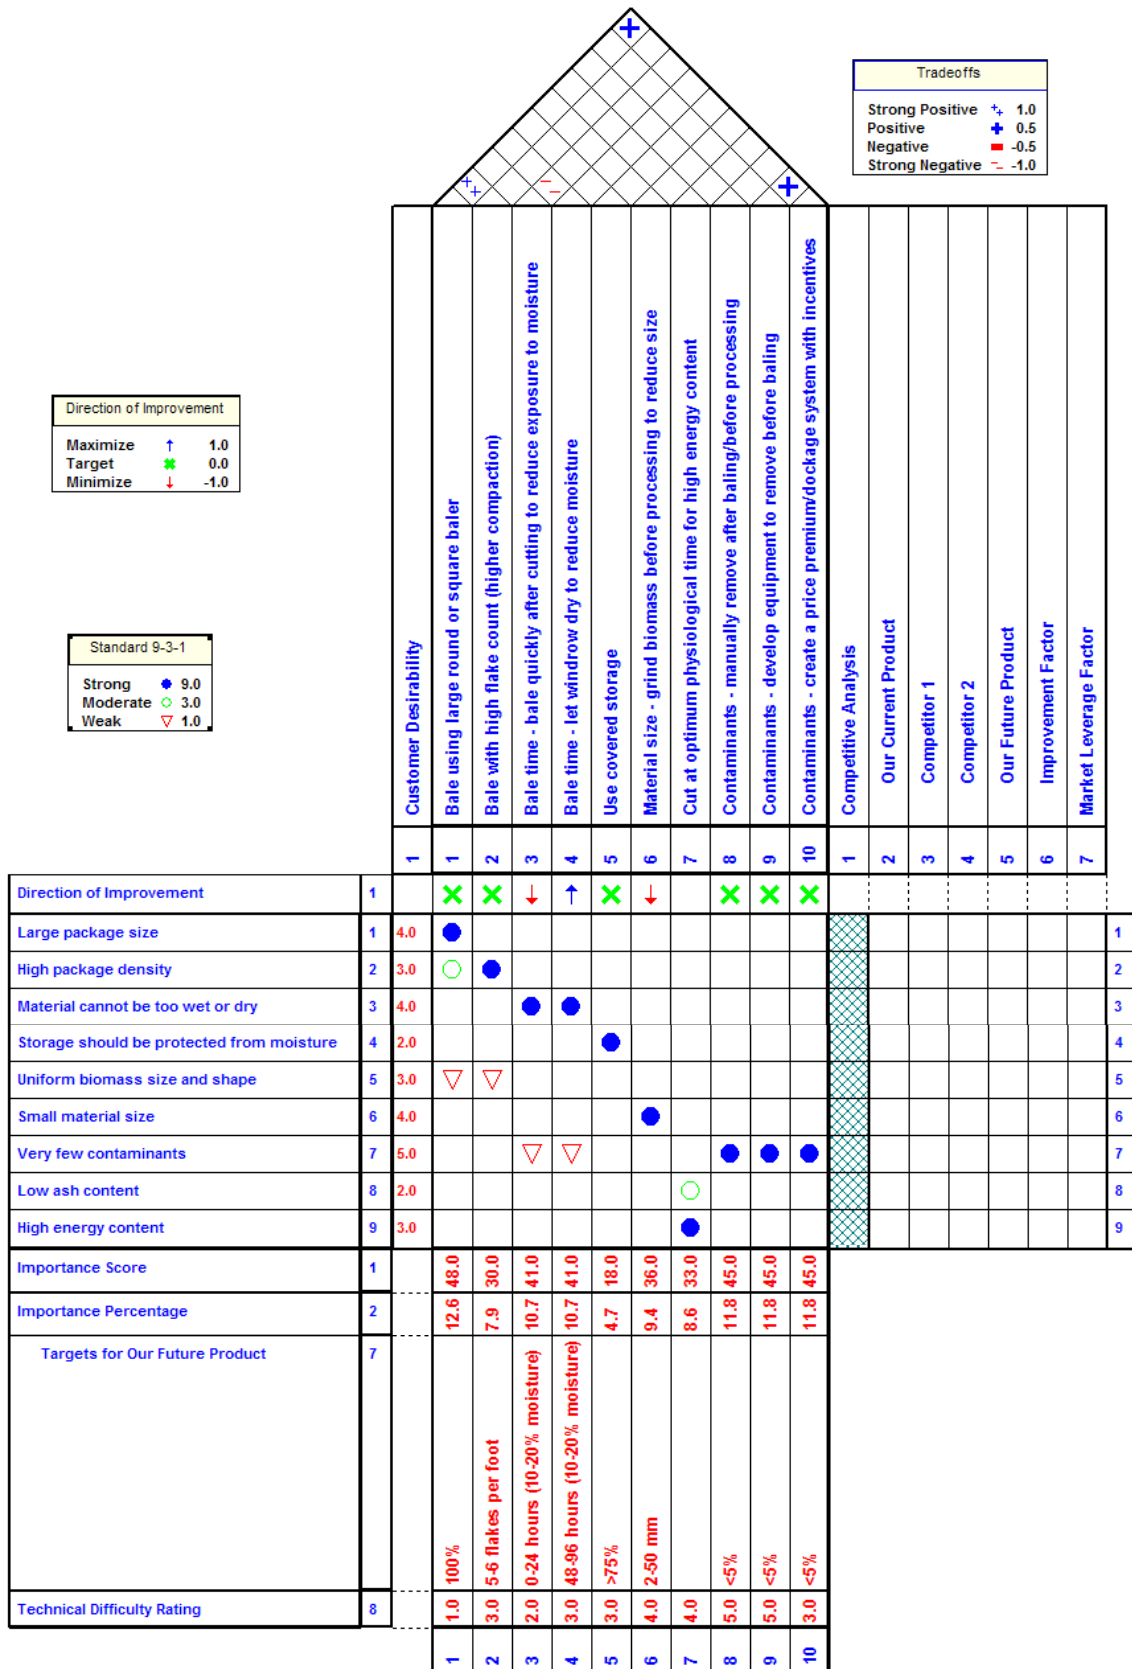 Tradeoffs
Strong Positive 1.0
Positive 0.5
Negative -0.5
Strong Negative -1.0
Direction of Improvement
Maximize 1.0
Target 0.0
Minimize -1.0
Standard 9-3-1
Strong 9.0
Moderate 3.0
Weak 1.0
Customer Desirability
Bale using large round or square baler
Bale with high flake count (higher compaction)
Bale time - bale quickly after cutting to reduce exposure to moisture
Bale time - let windrow dry to reduce moisture
Use covered storage
Material size - grind biomass before processing to reduce size
Cut at optimum physiological time for high energy content
Contaminants - manually remove after baling/before processing
Contaminants - develop equipment to remove before baling
Contaminants - create a price premium/dockage system with incentives
Competitive Analysis
Our Current Product
Competitor 1
Competitor 2
Our Future Product
Improvement Factor
Market Leverage Factor
1 1 2 3 4 5 6 7 8 9 10 1 2 3 4 5 6 7
Direction of Improvement 1
Large package size 1 4.0 1
High package density 2 3.0 2
Material cannot be too wet or dry 3 4.0 3
Storage should be protected from moisture 4 2.0 4
Uniform biomass size and shape 5 3.0 5
Small material size 6 4.0 6
Very few contaminants 7 5.0 7
Low ash content 8 2.0 8
High energy content 9 3.0 9
Importance Score 1 48.0 30.0 41.0 41.0 18.0 36.0 33.0 45.0 45.0 45.0
Importance Percentage 2 12.6 7.9 10.7 10.7 4.7 9.4 8.6 11.8 11.8 11.8
Targets for Our Future Product 7
100%
5-6 flakes per foot
0-24 hours (10-20% moisture)
48-96 hours (10-20% moisture)
>75%
2-50 mm
<5%
<5%
<5%
Technical Difficulty Rating 8 1.0 3.0 2.0 3.0 3.0 4.0 4.0 5.0 5.0 3.0
1 2 3 4 5 6 7 8 9 10